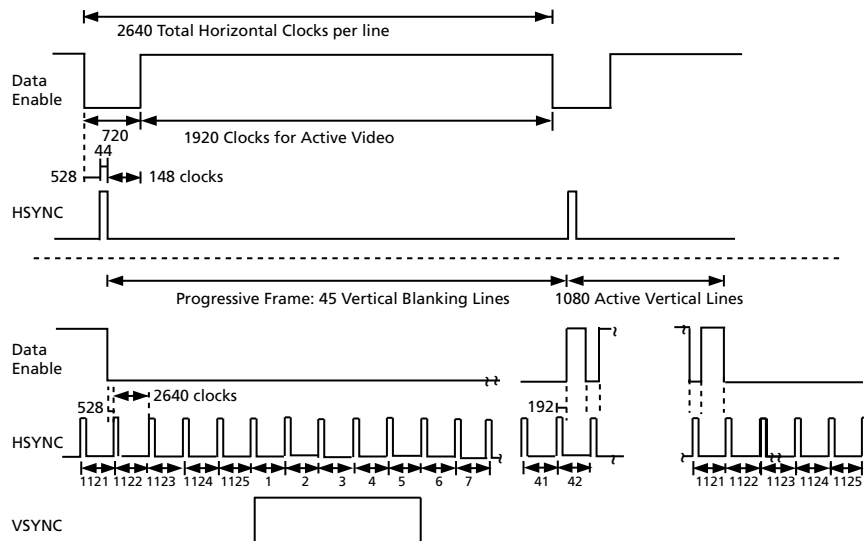 2640 Total Horizontal Clocks per line
Data
Enable
720
1920 Clocks for Active Video
44
528
148 clocks
HSYNC
Progressive Frame: 45 Vertical Blanking Lines
1080 Active Vertical Lines
Data
Enable
2640 clocks
528
192
HSYNC
1121 1122 1123 1124 1125 1 2 3 4 5 6 7 41 42 1121 1122 1123 1124 1125
VSYNC